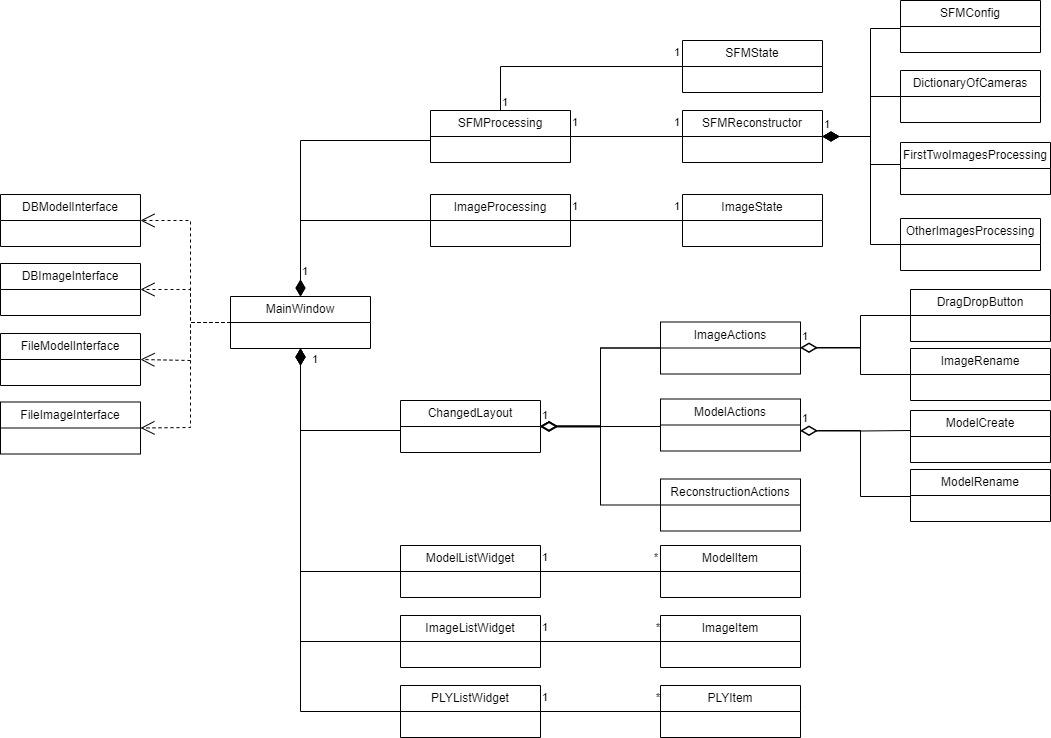 SFMConfig
1
SFMState
DictionaryOfCameras
1
SFMProcessing
1
1
SFMReconstructor
1
FirstTwoImagesProcessing
DBModelInterface
ImageProcessing
1
1
ImageState
OtherImagesProcessing
DBImageInterface
1
MainWindow
DragDropButton
FileModelInterface
1
ImageActions
1
ImageRename
FileImageInterface
ChangedLayout
1
ModelActions
1
ModelCreate
ModelRename
ReconstructionActions
ModelListWidget
1
*
ModelItem
ImageListWidget
1
*
ImageItem
PLYListWidget
1
*
PLYItem